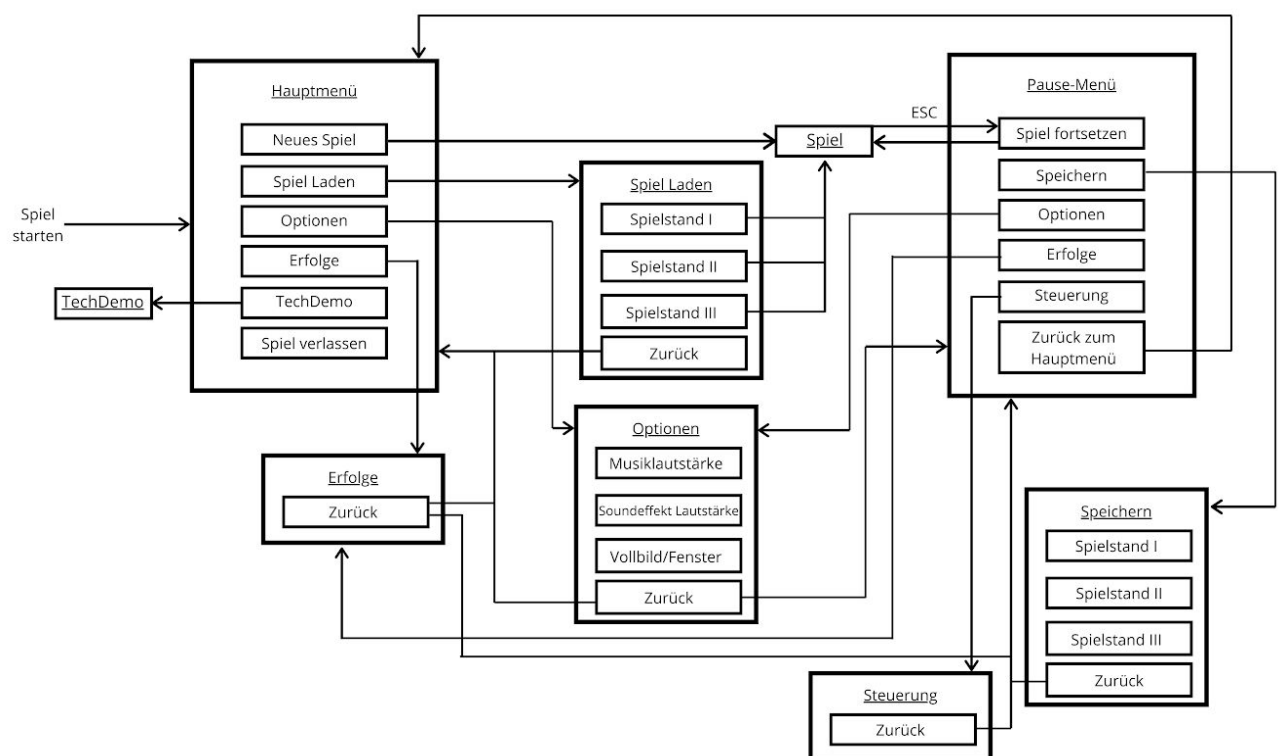 Hauptmenü
Neues Spiel
Spiel Laden
Optionen
Erfolge
TechDemo
Spiel verlassen
Spiel
starten
TechDemo
Spiel
ESC
Spiel Laden
Spielstand I
Spielstand II
Spielstand III
Zurück
Pause-Menü
Spiel fortsetzen
Speichern
Optionen
Erfolge
Steuerung
Zurück zum
Hauptmenü
Erfolge
Zurück
Optionen
Musiklautstärke
Soundeffekt Lautstärke
Vollbild/Fenster
Zurück
Speichern
Spielstand I
Spielstand II
Spielstand III
Zurück
Steuerung
Zurück